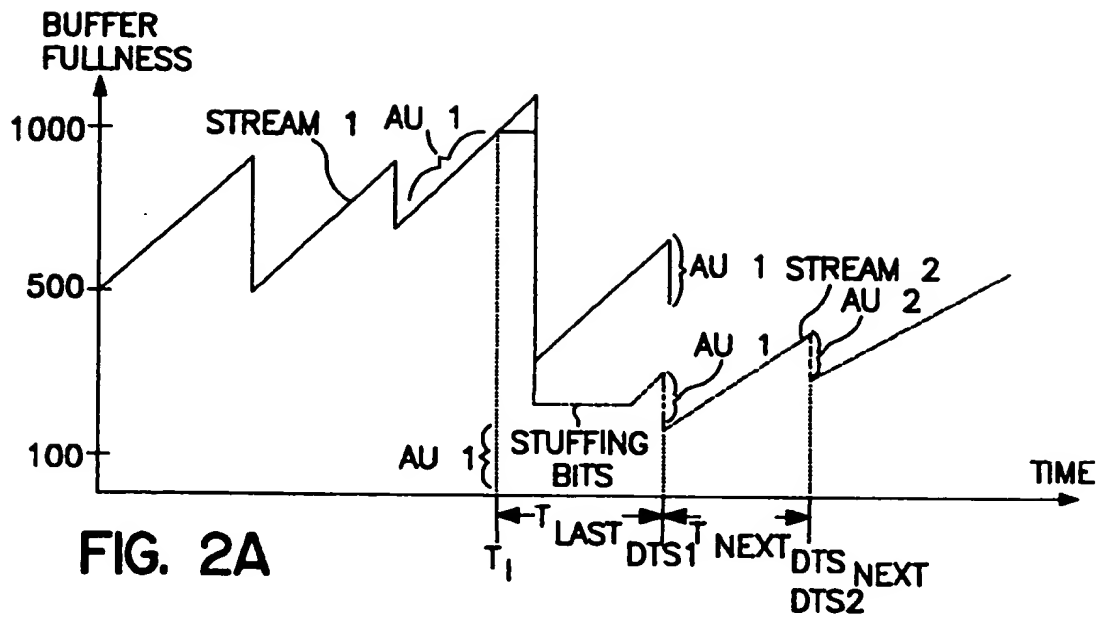 BUFFER
FULLNESS
1000
STREAM 1
AU 1
500
AU 1
STREAM 2
AU 2
AU 1
100
AU 1
STUFFING
BITS
TIME
T LAST
T NEXT
T1
DTS1
DTS NEXT
DTS2
FIG. 2A